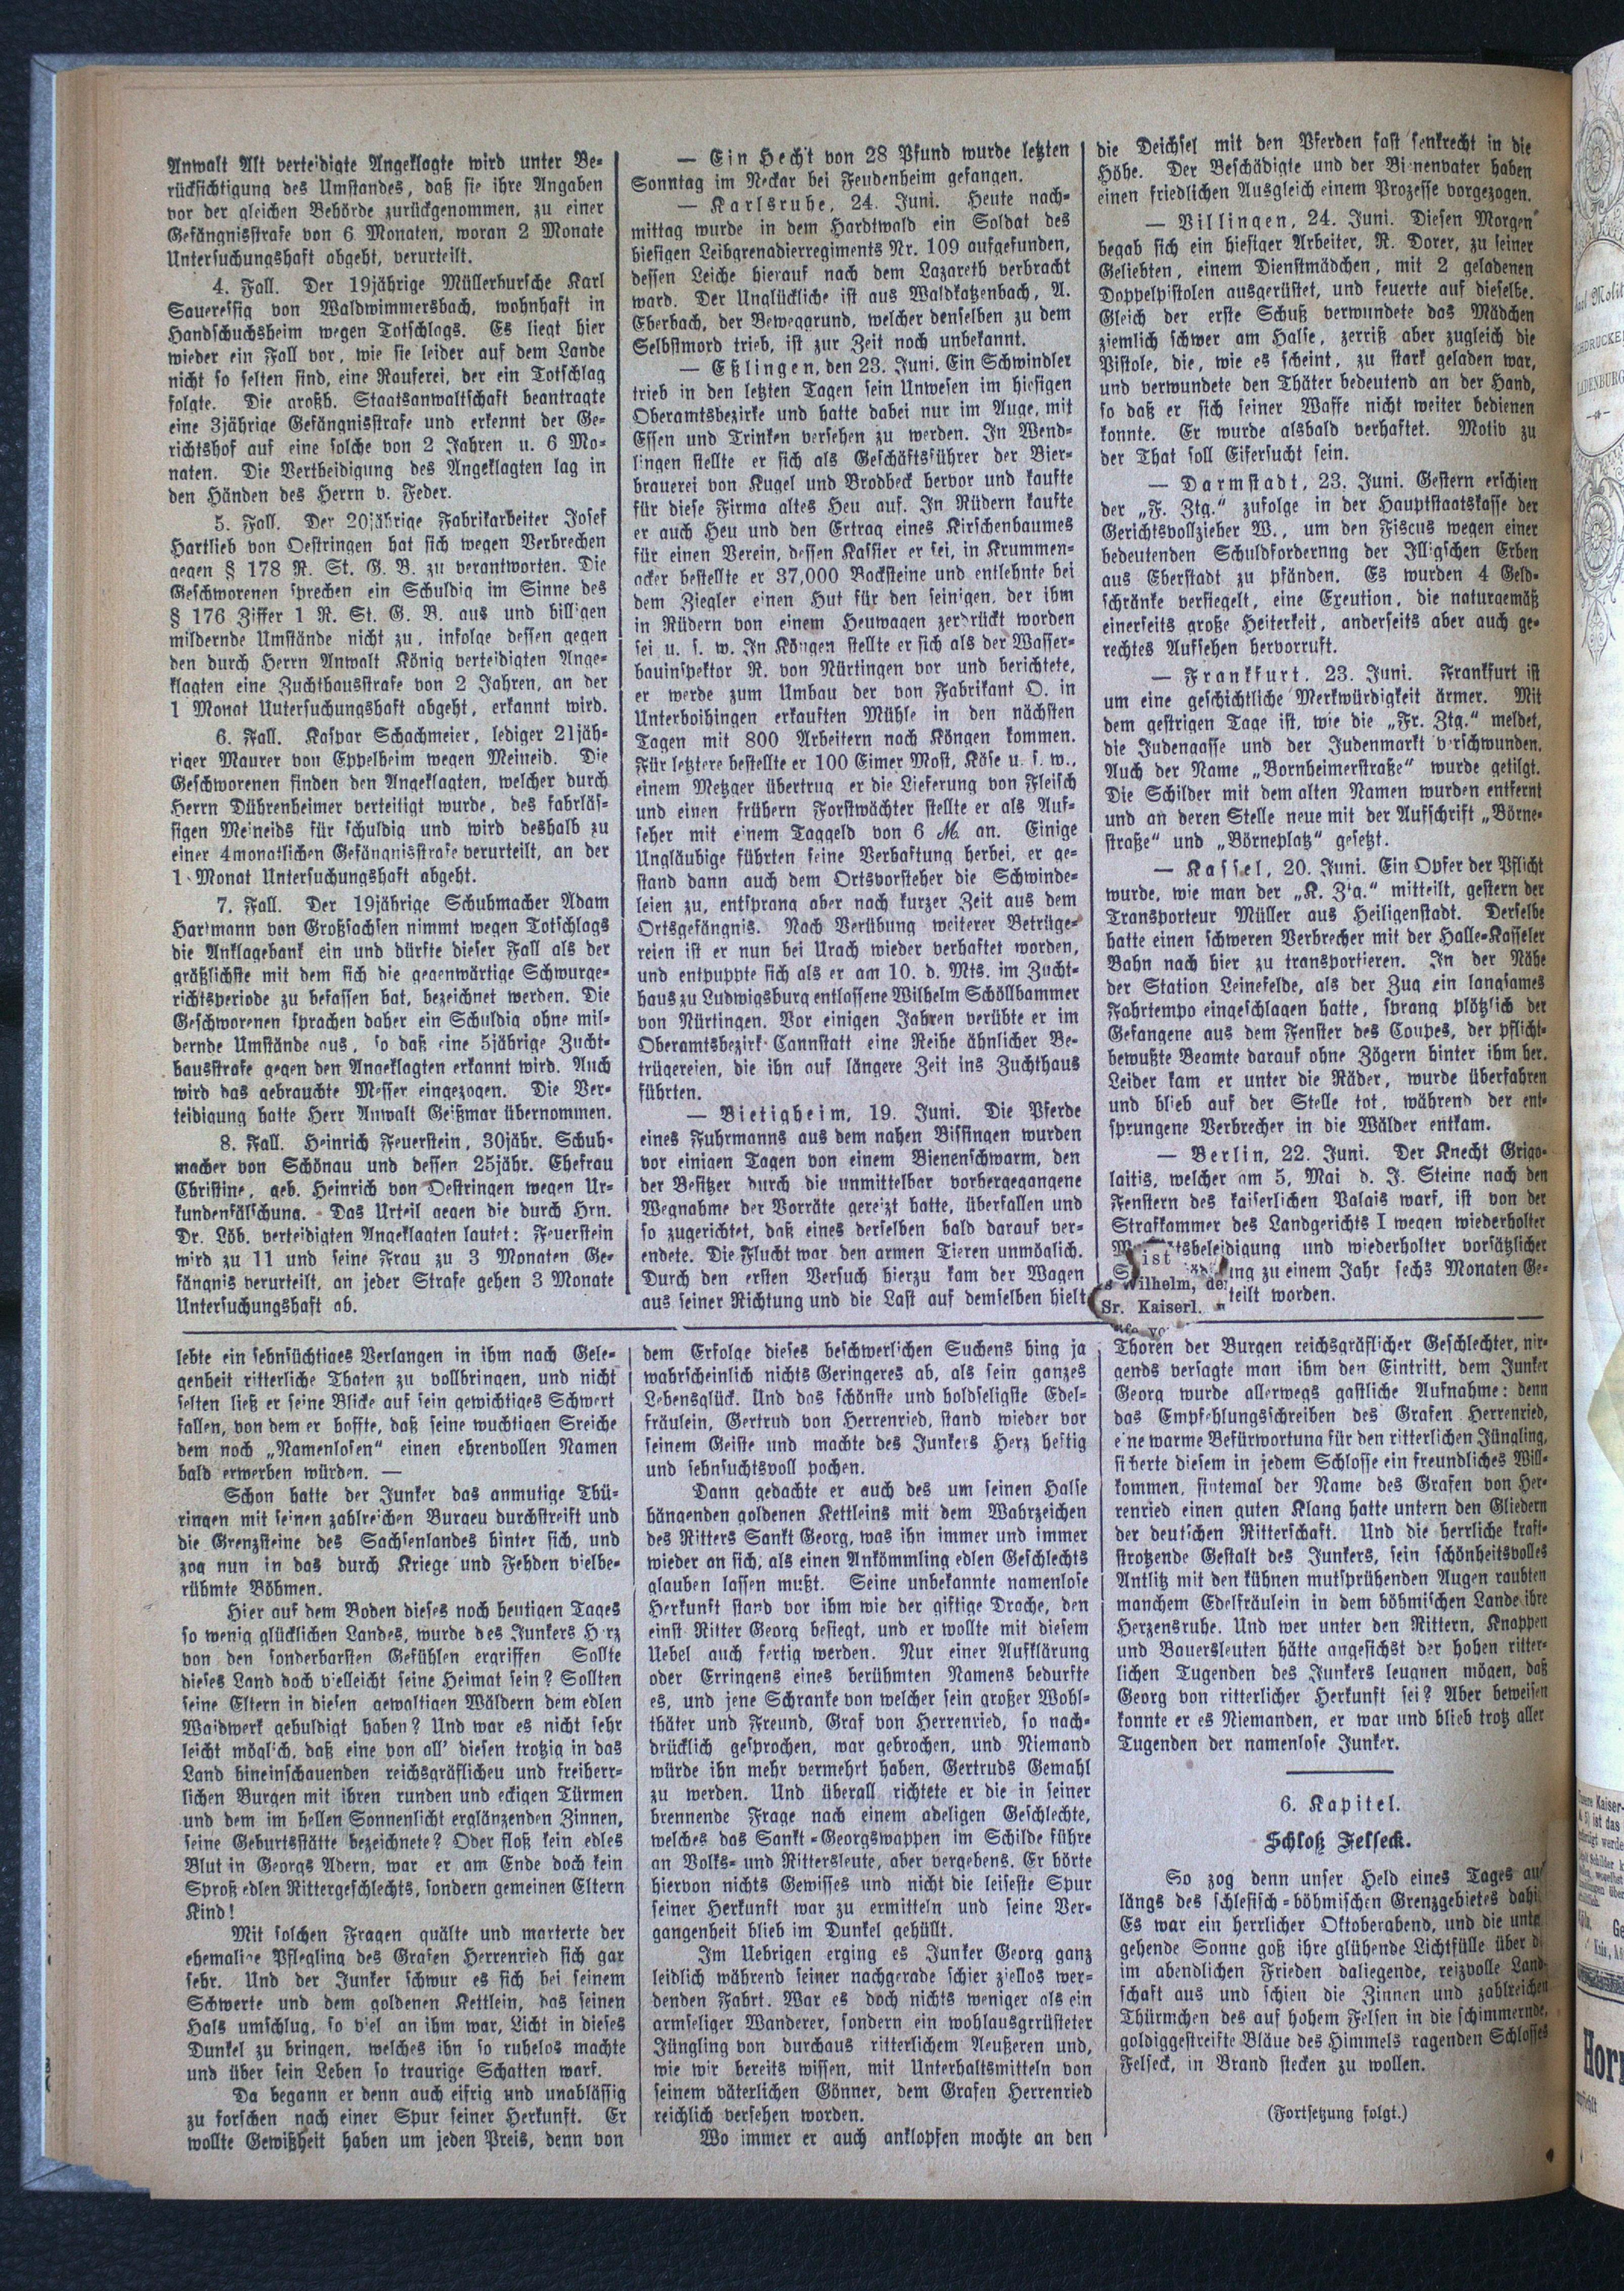 Anwalt Alt verteidigte Angeklagte wird unter Be-
rücksichtigung des Umstandes, daß sie ihre Angaben
vor der gleichen Behörde zurückgenommen, zu einer
Gefängnisstrafe von 6 Monaten, woran 2 Monate
Untersuchungshaft abgeht, verurteilt.
4. Fall. Der 19jährige Müllerbursche Karl
Saueressig von Waldwimmersbach, wohnhaft in
Handschuchsheim wegen Totschlags. Es liegt hier
wieder ein Fall vor, wie sie leider auf dem Lande
nicht so selten sind, eine Rauferei, der ein Totschlag
folgte. Die großh. Staatsanwaltschaft beantragte
eine 3jährige Gefängnisstrafe und erkennt der Ge-
richtshof auf eine solche von 2 Jahren u. 6 Mo-
naten. Die Vertheidigung des Angeklagten lag in
den Händen des Herrn v. Feder.
5. Fall. Der 20jährige Fabrikarbeiter Josef
Hartlieb von Oestringen hat sich wegen Verbrechen
gegen § 178 R. St. G. B. zu verantworten. Die
Geschworenen sprechen ein Schuldig im Sinne des
§ 176 Ziffer 1 R. St. G. B. aus und billigen
mildernde Umstände nicht zu, infolge dessen gegen
den durch Herrn Anwalt König verteidigten Ange-
klagten eine Zuchthausstrafe von 2 Jahren, an der
1 Monat Untersuchungshaft abgeht, erkannt wird.
6. Fall. Kaspar Schachmeier, lediger 21jäh-
riger Maurer von Eppelheim wegen Meineid. Die
Geschworenen finden den Angeklagten, welcher durch
Herrn Dührenheimer verteitigt wurde, des fahrläs-
sigen Meineids für schuldig und wird deshalb zu
einer 4monatlichen Gefängnisstrafe verurteilt, an der
1 Monat Untersuchungshaft abgeht.
7. Fall. Der 19jährige Schuhmacher Adam
Hartmann von Großsachsen nimmt wegen Totschlags
die Anklagebank ein und dürfte dieser Fall als der
gräßlichste mit dem sich die gegenwärtige Schwurge-
richtsperiode zu befassen hat, bezeichnet werden. Die
Geschworenen sprachen daher ein Schuldig ohne mil-
dernde Umstände aus, so daß eine 5jährige Zucht-
hausstrafe gegen den Angeklagten erkannt wird. Auch
wird das gebrauchte Messer eingezogen. Die Ver-
teidigung hatte Herr Anwalt Geißmar übernommen.
8. Fall. Heinrich Feuerstein, 30jähr. Schuh-
macher von Schönau und dessen 25jähr. Ehefrau
Christine, geb. Heinrich von Oestringen wegen Ur-
kundenfälschung. Das Urteil gegen die durch Hrn.
Dr. Löb. verteidigten Angeklagten lautet: Feuerstein
wird zu 11 und seine Frau zu 3 Monaten Ge-
fängnis verurteilt, an jeder Strafe gehen 3 Monate
Untersuchungshaft ab.
— Ein Hecht von 28 Pfund wurde letzten
Sonntag im Neckar bei Feudenheim gefangen.
— Karlsruhe, 24. Juni. Heute nach-
mittag wurde in dem Hardtwald ein Soldat des
hiesigen Leibgrenadierregiments Nr. 109 aufgefunden,
dessen Leiche hierauf nach dem Lazareth verbracht
ward. Der Unglückliche ist aus Waldkatzenbach, A.
Eberbach, der Beweggrund, welcher denselben zu dem
Selbstmord trieb, ist zur Zeit noch unbekannt.
— Eßlingen, den 23. Juni. Ein Schwindler
trieb in den letzten Tagen sein Unwesen im hiesigen
Oberamtsbezirke und hatte dabei nur im Auge, mit
Essen und Trinken versehen zu werden. In Wend-
lingen stellte er sich als Geschäftsführer der Bier-
brauerei von Kugel und Brodbeck hervor und kaufte
für diese Firma altes Heu auf. In Rüdern kaufte
er auch Heu und den Ertrag eines Kirschenbaumes
für einen Verein, dessen Kassier er sei, in Krummen-
acker bestellte er 37,000 Backsteine und entlehnte bei
dem Ziegler einen Hut für den seinigen, der ihm
in Rüdern von einem Heuwagen zerdrückt worden
sei u. s. w. In Köngen stellte er sich als der Wasser-
bauinspektor R. von Nürtingen vor und berichtete,
er werde zum Umbau der von Fabrikant O. in
Unterboihingen erkauften Mühle in den nächsten
Tagen mit 800 Arbeitern nach Köngen kommen.
Für letztere bestellte er 100 Eimer Most, Käse u. s. w.,
einem Metzger übertrug er die Lieferung von Fleisch
und einen frühern Forstwächter stellte er als Auf-
seher mit einem Taggeld von 6 M. an. Einige
Ungläubige führten seine Verhaftung herbei, er ge-
stand dann auch dem Ortsvorsteher die Schwinde-
leien zu, entsprang aber nach kurzer Zeit aus dem
Ortsgefängnis. Nach Verübung weiterer Betrüge-
reien ist er nun bei Urach wieder verhaftet worden,
und entpuppte sich als er am 10. d. Mts. im Zucht-
haus zu Ludwigsburg entlassene Wilhelm Schöllhammer
von Nürtingen. Vor einigen Jahren verübte er im
Oberamtsbezirk Cannstatt eine Reihe ähnlicher Be-
trügereien, die ihn auf längere Zeit ins Zuchthaus
führten.
— Bietigheim, 19. Juni. Die Pferde
eines Fuhrmanns aus dem nahen Bissingen wurden
vor einigen Tagen von einem Bienenschwarm, den
der Besitzer durch die unmittelbar vorhergegangene
Wegnahme der Vorräte gereizt hatte, überfallen und
so zugerichtet, daß eines derselben bald darauf ver-
endete. Die Flucht war den armen Tieren unmöglich.
Durch den ersten Versuch hierzu kam der Wagen
aus seiner Richtung und die Last auf demselben hielt
die Deichsel mit den Pferden fast senkrecht in die
Höhe. Der Beschädigte und der Bienenvater haben
einen friedlichen Ausgleich einem Prozesse vorgezogen.
— Villingen, 24. Juni. Diesen Morgen
begab sich ein hiesiger Arbeiter, R. Dorer, zu seiner
Geliebten, einem Dienstmädchen, mit 2 geladenen
Doppelpistolen ausgerüstet, und feuerte auf dieselbe.
Gleich der erste Schuß verwundete das Mädchen
ziemlich schwer am Halse, zerriß aber zugleich die
Pistole, die, wie es scheint, zu stark geladen war,
und verwundete den Thäter bedeutend an der Hand,
so daß er sich seiner Waffe nicht weiter bedienen
konnte. Er wurde alsbald verhaftet. Motiv zu
der That soll Eifersucht sein.
— Darmstadt, 23. Juni. Gestern erschien
der „F. Ztg.“ zufolge in der Hauptstaatskasse der
Gerichtsvollzieher W., um den Fiscus wegen einer
bedeutenden Schuldfordernng der Illigschen Erben
aus Eberstadt zu pfänden. Es wurden 4 Geld-
schränke versiegelt, eine Exeution, die naturgemäß
einerseits große Heiterkeit, anderseits aber auch ge-
rechtes Aufsehen hervorruft.
— Frankfurt, 23. Juni. Frankfurt ist
um eine geschichtliche Merkwürdigkeit ärmer. Mit
dem gestrigen Tage ist, wie die „Fr. Ztg.“ meldet,
die Judengasse und der Judenmarkt verschwunden.
Auch der Name „Bornheimerstraße“ wurde getilgt.
Die Schilder mit dem alten Namen wurden entfernt
und an deren Stelle neue mit der Aufschrift „Börne-
straße“ und „Börneplatz“ gesetzt.
— Kassel, 20. Juni. Ein Opfer der Pflicht
wurde, wie man der „K. Ztg.“ mitteilt, gestern der
Transporteur Müller aus Heiligenstadt. Derselbe
hatte einen schweren Verbrecher mit der Halle-Kasseler
Bahn nach hier zu transportieren. In der Nähe
der Station Leinefelde, als der Zug ein langsames
Fahrtempo eingeschlagen hatte, sprang plötzlich der
Gefangene aus dem Fenster des Coupes, der pflicht-
bewußte Beamte darauf ohne Zögern hinter ihm her.
Leider kam er unter die Räder, wurde überfahren
und blieb auf der Stelle tot, während der ent-
sprungene Verbrecher in die Wälder entkam.
— Berlin, 22. Juni. Der Knecht Grigo-
laitis, welcher am 5. Mai d. J. Steine nach den
Fenstern des kaiserlichen Palais warf, ist von der
Strafkammer des Landgerichts I wegen wiederholter
tsbeleidigung und wiederholter vorsätzlicher
ist ng zu einem Jahr sechs Monaten Ge-
Wilhelm, teilt worden.
Sr. Kaiserl.
lebte ein sehnsüchtiges Verlangen in ihm nach Gele-
genheit ritterliche Thaten zu vollbringen, und nicht
selten ließ er seine Blicke auf sein gewichtiges Schwert
fallen, von dem er hoffte, daß seine wuchtigen Sreiche
dem noch „Namenlosen“ einen ehrenvollen Namen
bald erwerben würden. —
Schon hatte der Junker das anmutige Thü-
ringen mit seinen zahlreichen Burgeu durchstreift und
die Grenzsteine des Sachsenlandes hinter sich, und
zog nun in das durch Kriege und Fehden vielbe-
rühmte Böhmen.
Hier auf dem Boden dieses noch heutigen Tages
so wenig glücklichen Landes, wurde des Junkers H rz
von den sonderbarsten Gefühlen ergriffen Sollte
dieses Land doch vielleicht seine Heimat sein? Sollten
seine Eltern in diesen gewaltigen Wäldern dem edlen
Waidwerk gehuldigt haben? Und war es nicht sehr
leicht möglich, daß eine von all' diesen trotzig in das
Land hineinschauenden reichsgräflicheu und freiherr-
lichen Burgen mit ihren runden und eckigen Türmen
und dem im hellen Sonnenlicht erglänzenden Zinnen,
seine Geburtsstätte bezeichnete? Oder floß kein edles
Blut in Georgs Adern, war er am Ende doch kein
Sproß edlen Rittergeschlechts, sondern gemeinen Eltern
Kind!
Mit solchen Fragen quälte und marterte der
ehemalige Pflegling des Grafen Herrenried sich gar
sehr. Und der Junker schwur es sich bei seinem
Schwerte und dem goldenen Kettlein, das seinen
Hals umschlug, so viel an ihm war, Licht in dieses
Dunkel zu bringen, welches ihn so ruhelos machte
und über sein Leben so traurige Schatten warf.
Da begann er denn auch eifrig und unablässig
zu forschen nach einer Spur seiner Herkunft. Er
wollte Gewißheit haben um jeden Preis, denn von
dem Erfolge dieses beschwerlichen Suchens hing ja
wahrscheinlich nichts Geringeres ab, als sein ganzes
Lebensglück. Und das schönste und holdseligste Edel-
fräulein, Gertrud von Herrenried, stand wieder vor
seinem Geiste und machte des Junkers Herz heftig
und sehnsuchtsvoll pochen.
Dann gedachte er auch des um seinen Halse
hängenden goldenen Kettleins mit dem Wahrzeichen
des Ritters Sankt Georg, was ihn immer und immer
wieder an sich, als einen Ankömmling edlen Geschlechts
glauben lassen mußt. Seine unbekannte namenlose
Herkunft stand vor ihm wie der giftige Drache, den
einst Ritter Georg besiegt, und er wollte mit diesem
Uebel auch fertig werden. Nur einer Aufklärung
oder Erringens eines berühmten Namens bedurfte
es, und jene Schranke von welcher sein großer Wohl-
thäter und Freund, Graf von Herrenried, so nach-
drücklich gesprochen, war gebrochen, und Niemand
würde ihn mehr vermehrt haben, Gertruds Gemahl
zu werden. Und überall richtete er die in seiner
brennende Frage nach einem adeligen Geschlechte,
welches das Sankt-Georgswappen im Schilde führe
an Volks- und Rittersleute, aber vergebens. Er hörte
hiervon nichts Gewisses und nicht die leiseste Spur
seiner Herkunft war zu ermitteln und seine Ver-
gangenheit blieb im Dunkel gehüllt.
Im Uebrigen erging es Junker Georg ganz
leidlich während seiner nachgerade schier ziellos wer-
denden Fahrt. War es doch nichts weniger als ein
armseliger Wanderer, sondern ein wohlausgerüsteter
Jüngling von durchaus ritterlichem Aeußeren und,
wie wir bereits wissen, mit Unterhaltsmitteln von
seinem väterlichen Gönner, dem Grafen Herrenried
reichlich versehen worden.
Wo immer er auch anklopfen mochte an den
Thoren der Burgen reichsgräflicher Geschlechter, nir-
gends versagte man ihm den Eintritt, dem Junker
Georg wurde allerwegs gastliche Aufnahme: denn
das Empfehlungsschreiben des Grafen Herrenried,
e ne warme Befürwortung für den ritterlichen Jüngling,
si herte diesem in jedem Schlosse ein freundliches Will-
kommen, sintemal der Name des Grafen von Her-
renried einen guten Klang hatte untern den Gliedern
der deutschen Ritterschaft. Und die herrliche kraft-
strotzende Gestalt des Junkers, sein schönheitsvolles
Antlitz mit den kühnen mutsprühenden Augen raubten
manchem Edelfräulein in dem böhmischen Lande ihre
Herzensruhe. Und wer unter den Rittern, Knappen
und Bauersleuten hätte angesichst der hohen ritter-
lichen Tugenden des Junkers leugnen mögen, daß
Georg von ritterlicher Herkunft sei? Aber beweisen
konnte er es Niemanden, er war und blieb trotz aller
Tugenden der namenlose Junker.
6. Kapitel.
Schloß Felseck.
So zog denn unser Held eines Tages auf
längs des schlesisch-böhmischen Grenzgebietes dahi
Es war ein herrlicher Oktoberabend, und die unte
gehende Sonne goß ihre glühende Lichtfülle über di
im abendlichen Frieden daliegende, reizvolle Land-
schaft aus und schien die Zinnen und zahlreichen
Thürmchen des auf hohem Felsen in die schimmernde,
goldiggestreifte Bläue des Himmels ragenden Schlosses
Felseck, in Brand stecken zu wollen.
(Fortsetzung folgt.)